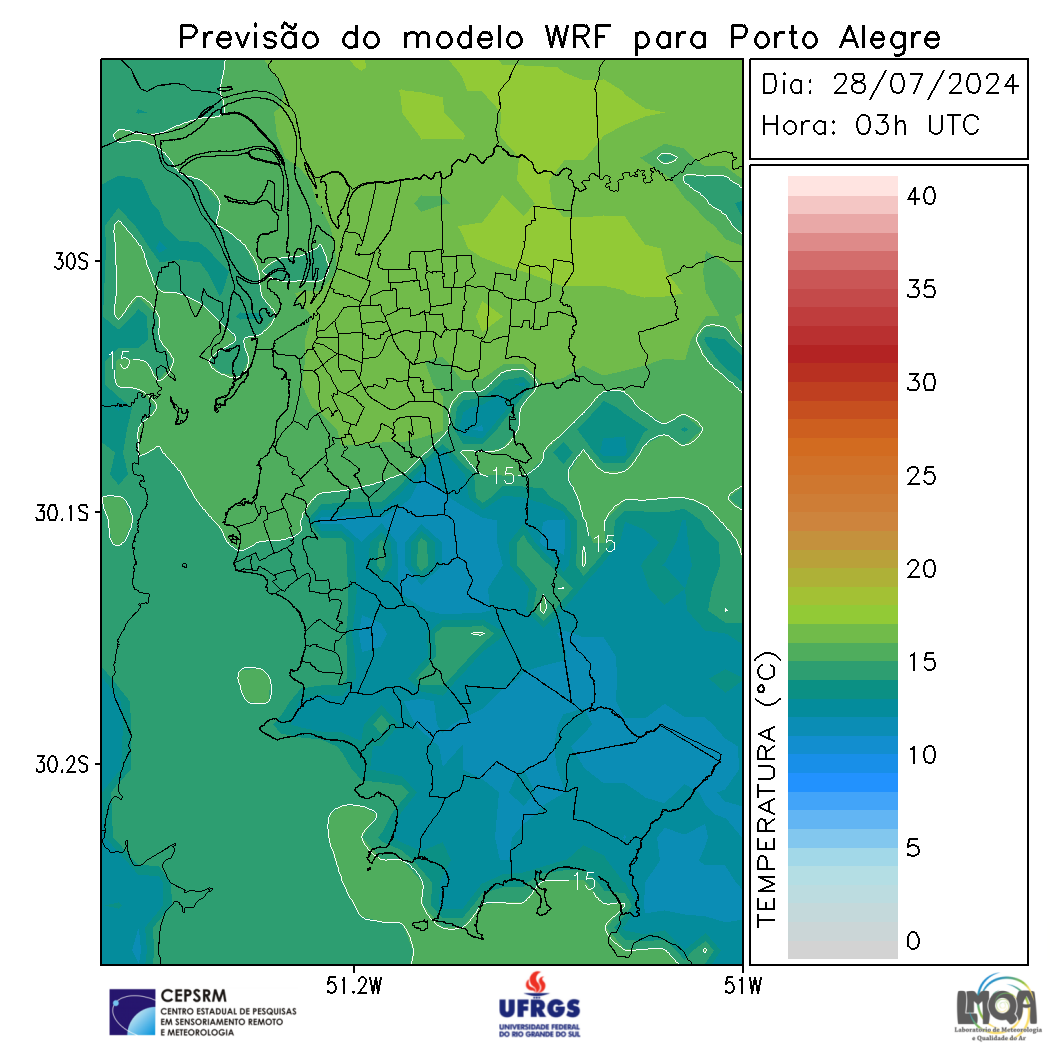 Previsão do modelo WRF para Porto Alegre
Dia: 28/07/2024
Hora: 03h UTC
40
35
30
25
20
15
10
5
0
TEMPERATURA (°C)
30S
30.1S
30.2S
51.2W
51W
15
15
15
15
CEPSRM
CENTRO ESTADUAL DE PESQUISAS
EM SENSORIAMENTO REMOTO
E METEOROLOGIA
UFRGS
UNIVERSIDADE FEDERAL
DO RIO GRANDE DO SUL
LMQA
Laboratório de Meteorologia
e Qualidade do Ar